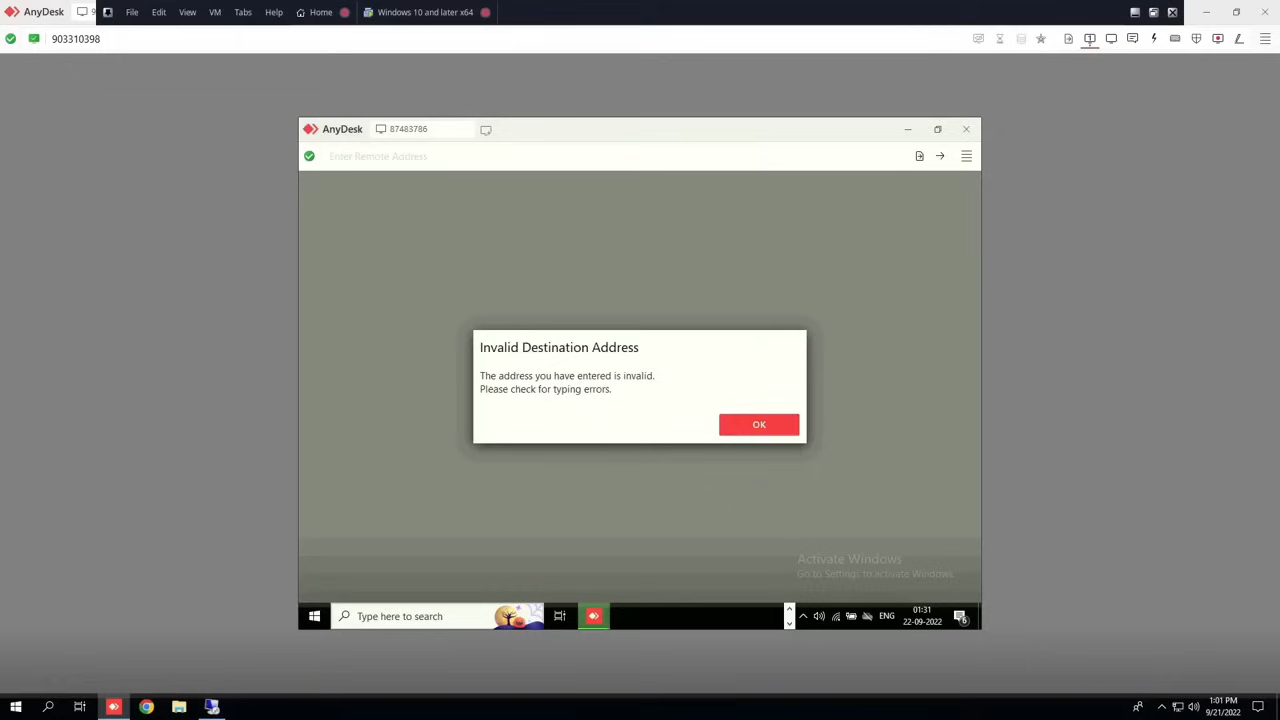 AnyDesk
9
File Edit View VM Tabs Help Home Windows 10 and later x64
903310398
AnyDesk 87483786
Enter Remote Address
Invalid Destination Address
The address you have entered is invalid.
Please check for typing errors.
OK
Activate Windows
Go to Settings to activate Windows.
Type here to search
ENG
01:31
22-09-2022
6
1:01 PM
9/21/2022